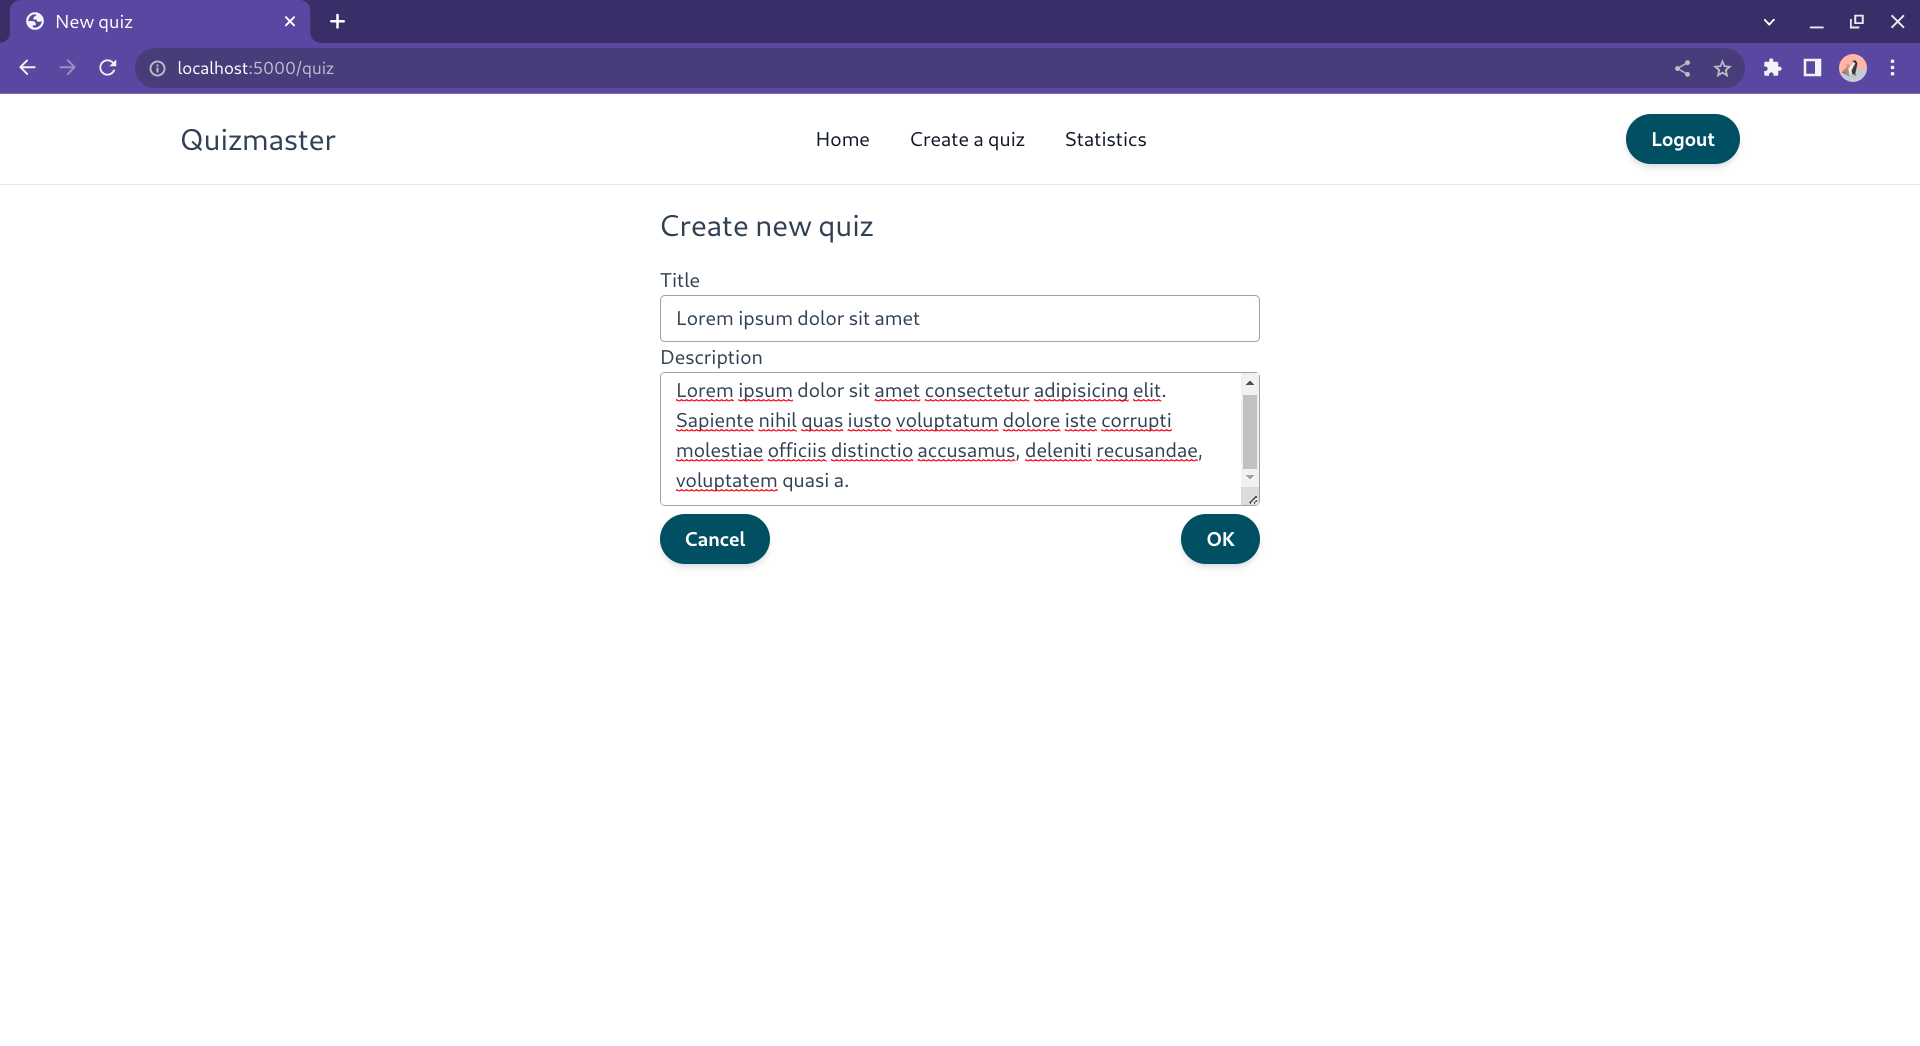 New quiz
localhost:5000/quiz
Quizmaster
Home
Create a quiz
Statistics
Logout
Create new quiz
Title
Lorem ipsum dolor sit amet
Description
Lorem ipsum dolor sit amet consectetur adipisicing elit.
Sapiente nihil quas iusto voluptatum dolore iste corrupti
molestiae officiis distinctio accusamus, deleniti recusandae,
voluptatem quasi a.
Cancel
OK